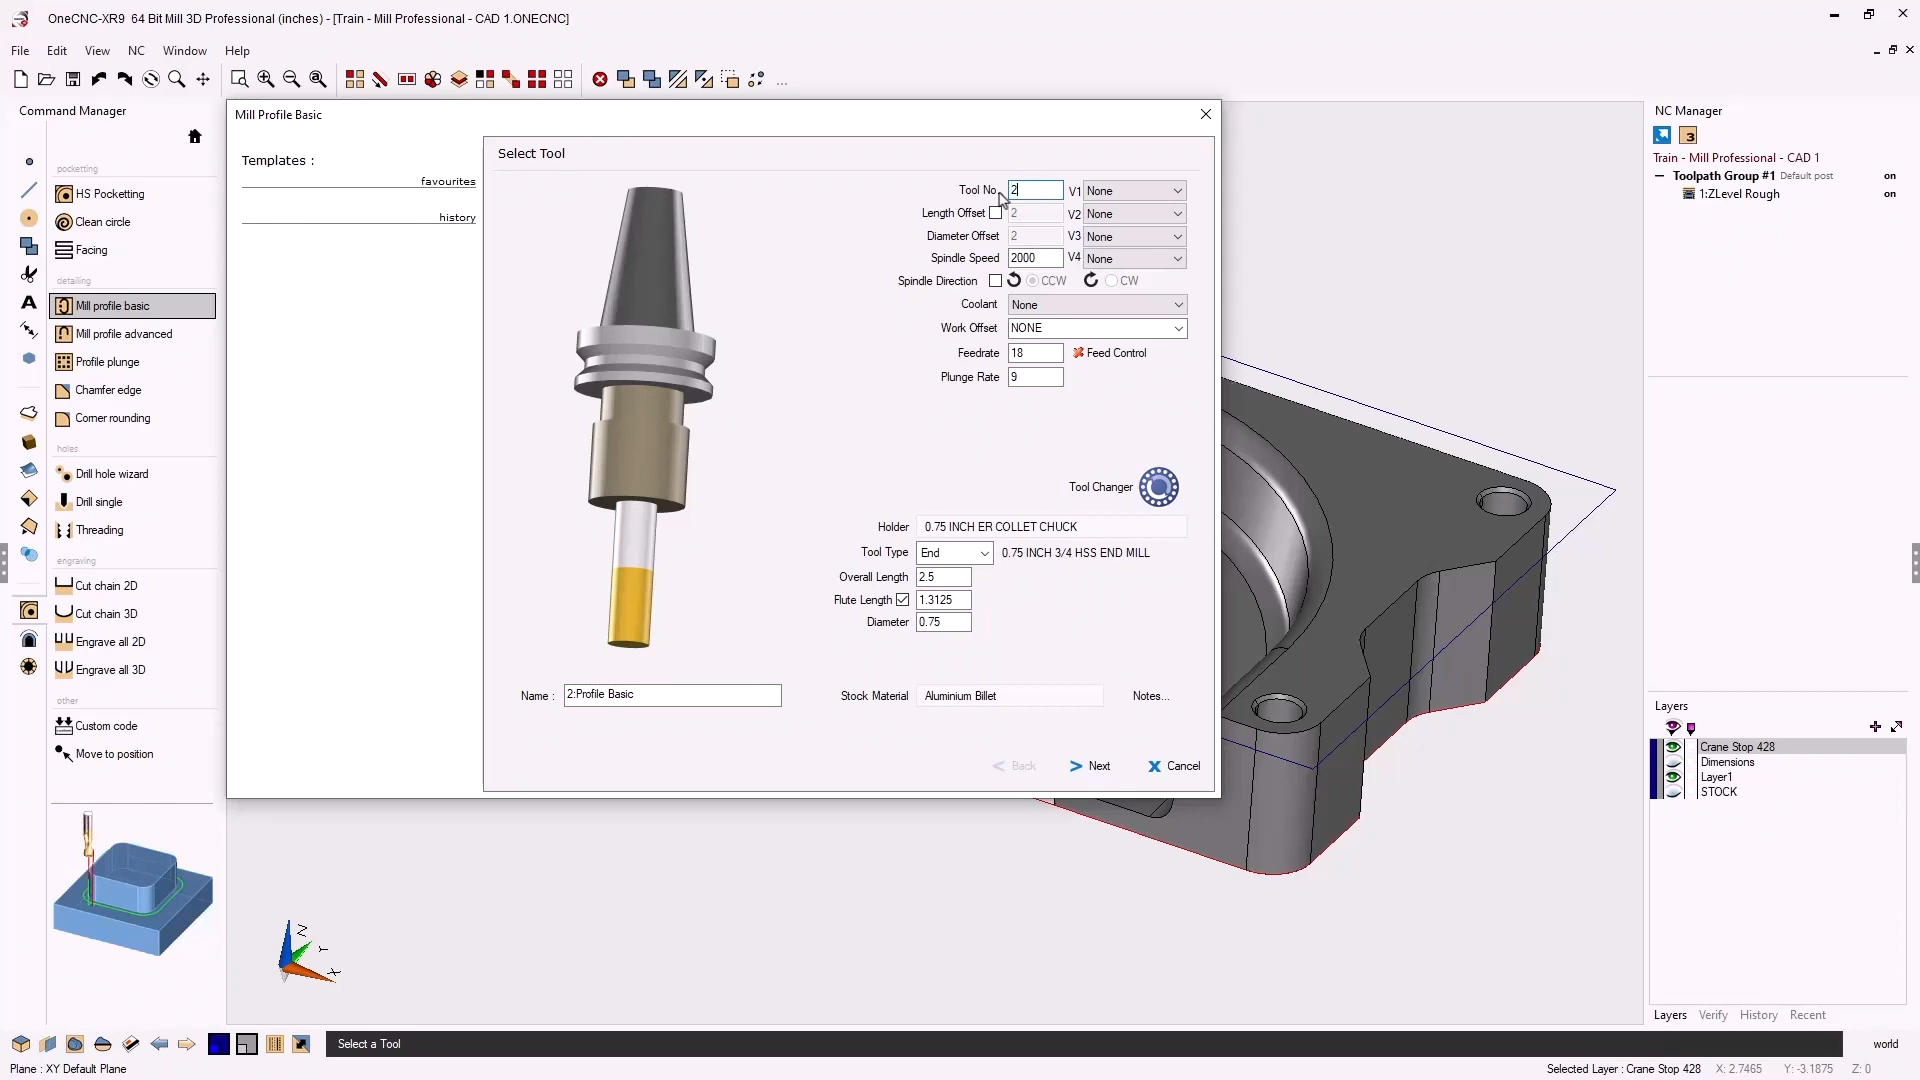 OneCNC-XR9 64 Bit Mill 3D Professional (inches) - [Train - Mill Professional - CAD 1.ONECNC]
File Edit View NC Window Help
Command Manager
pocketting
HS Pocketting
Clean circle
Facing
detailing
Mill profile basic
Mill profile advanced
Profile plunge
Chamfer edge
Corner rounding
holes
Drill hole wizard
Drill single
Threading
engraving
Cut chain 2D
Cut chain 3D
Engrave all 2D
Engrave all 3D
other
Custom code
Move to position
Mill Profile Basic
Templates :
favourites
history
Select Tool
Tool No. 2 V1 None
Length Offset 2 V2 None
Diameter Offset 2 V3 None
Spindle Speed 2000 V4 None
Spindle Direction CCW CW
Coolant None
Work Offset NONE
Feedrate 18 Feed Control
Plunge Rate 9
Tool Changer
Holder 0.75 INCH ER COLLET CHUCK
Tool Type End 0.75 INCH 3/4 HSS END MILL
Overall Length 2.5
Flute Length 1.3125
Diameter 0.75
Name : 2:Profile Basic Stock Material Aluminium Billet Notes...
< Back > Next X Cancel
Z
Y
X
NC Manager
3
Train - Mill Professional - CAD 1
Toolpath Group #1 Default post on
1:ZLevel Rough on
Layers
Crane Stop 428
Dimensions
Layer1
STOCK
Layers Verify History Recent
Select a Tool
world
Plane : XY Default Plane
Selected Layer : Crane Stop 428 X: 2.7465 Y: -3.1875 Z: 0